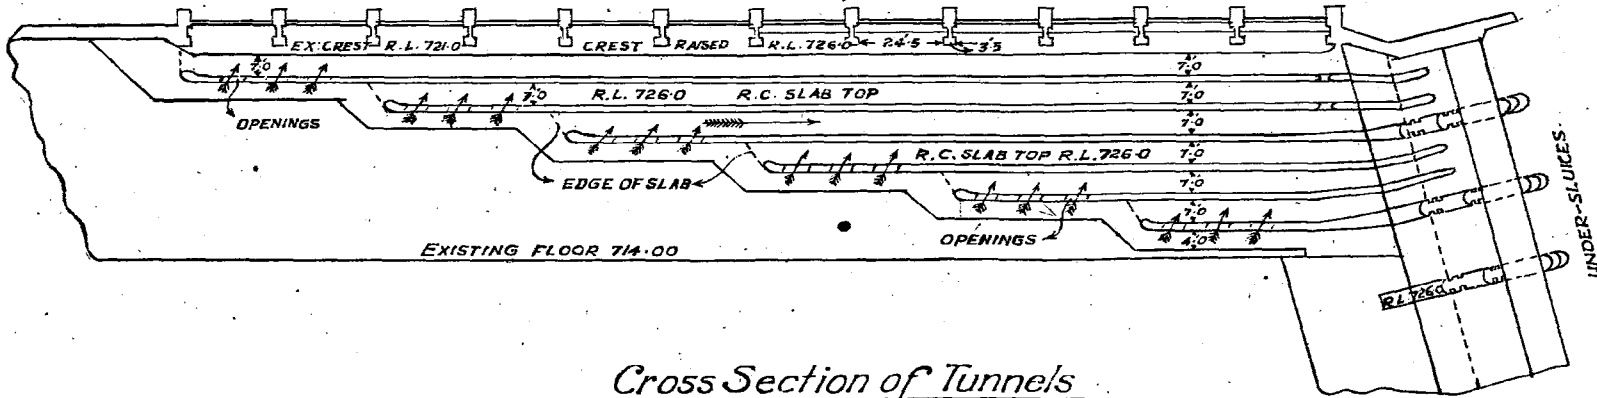 EX: CREST R.L. 721.0 CREST RAISED R.L. 726.0 24.5 3.5
7.0 7.0
7.0 R.L. 726.0 R.C. SLAB TOP 7.0
OPENINGS
7.0
R.C. SLAB TOP R.L. 726.0 7.0
EDGE OF SLAB
7.0
7.0
OPENINGS 4.0
EXISTING FLOOR 714.00
UNDER-SLUICES.
R.L. 726.0
Cross Section of Tunnels